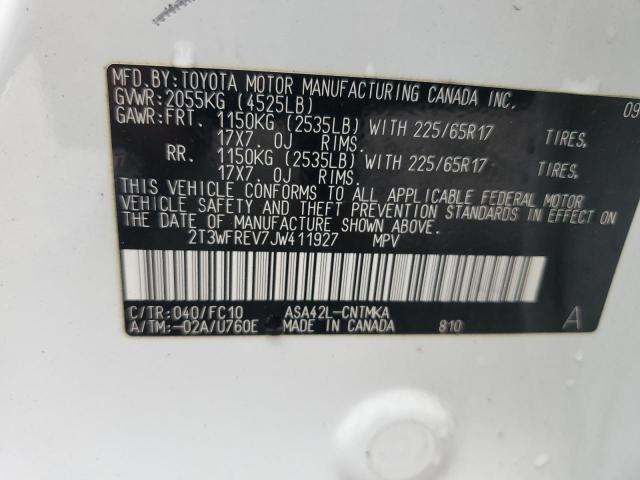 MFD.BY:TOYOTA MOTOR MANUFACTURING CANADA INC. 09
GVWR:2055KG (4525LB)
GAWR:FRT. 1150KG (2535LB) WITH 225/65R17 TIRES,
17X7.0J RIMS.
RR. 1150KG (2535LB) WITH 225/65R17 TIRES,
17X7.0J RIMS.
THIS VEHICLE CONFORMS TO ALL APPLICABLE FEDERAL MOTOR
VEHICLE SAFETY AND THEFT PREVENTION STANDARDS IN EFFECT ON
THE DATE OF MANUFACTURE SHOWN ABOVE.
2T3WFREV7JW411927 MPV
C/TR:040/FC10 ASA42L-CNTMKA
A/TM:-02A/U760E MADE IN CANADA 810 A